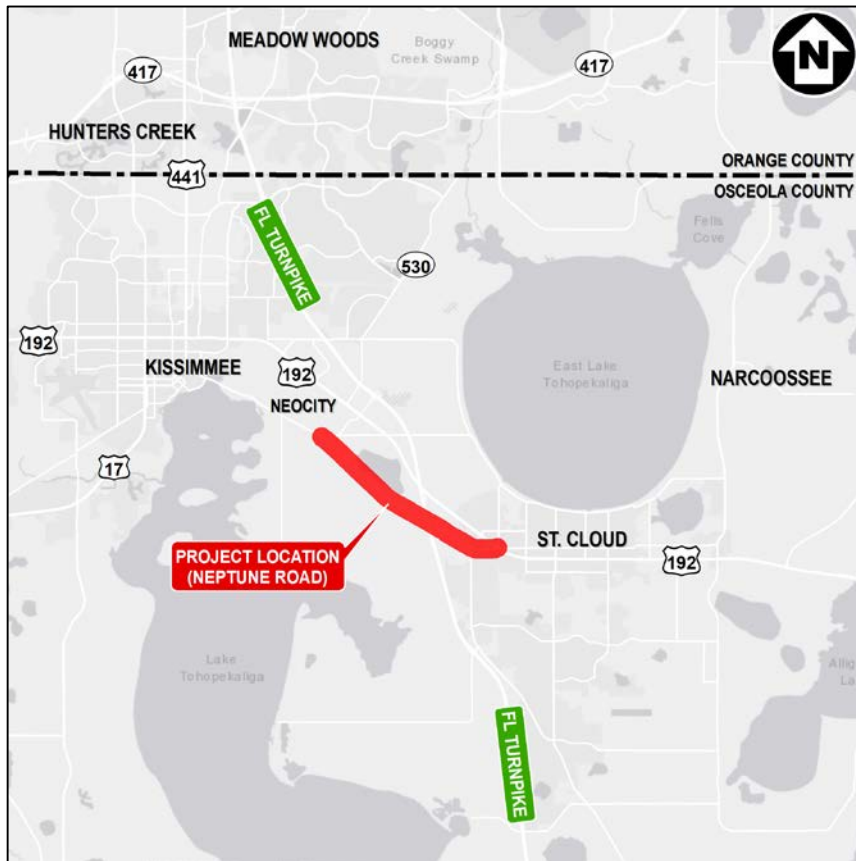 MEADOW WOODS
Boggy
Creek Swamp
417
417
N
HUNTERS CREEK
ORANGE COUNTY
441
OSCEOLA COUNTY
FL TURNPIKE
Fells
Cove
530
192
KISSIMMEE
192
East Lake
Tohopekaliga
NARCOOSSEE
NEOCITY
17
PROJECT LOCATION
(NEPTUNE ROAD)
ST. CLOUD
192
Lake
Tohopekaliga
Allig
La
FL TURNPIKE